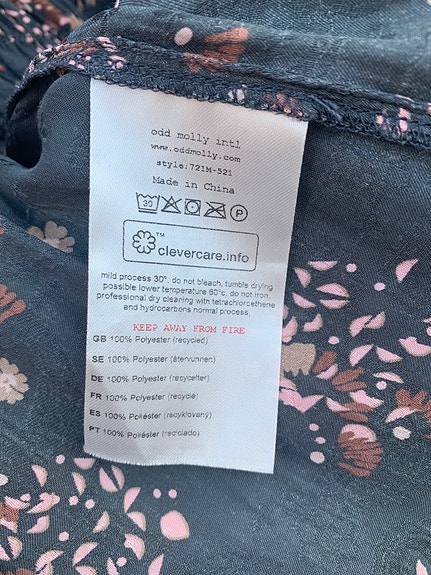 odd molly intl
www.oddmolly.com
style:721M-521
Made in China
30 P
TM
clevercare.info
mild process 30°, do not bleach, tumble drying
possible lower temperature 60°c, do not iron,
professional dry cleaning with tetrachloroethene
and hydrocarbons normal process.
KEEP AWAY FROM FIRE
GB 100% Polyester (recycled)
SE 100% Polyester (återvunnen)
DE 100% Polyester (recycelter)
FR 100% Polyester (recyclé)
ES 100% Poliéster (recyklovaný)
PT 100% Poliéster (reciclado)